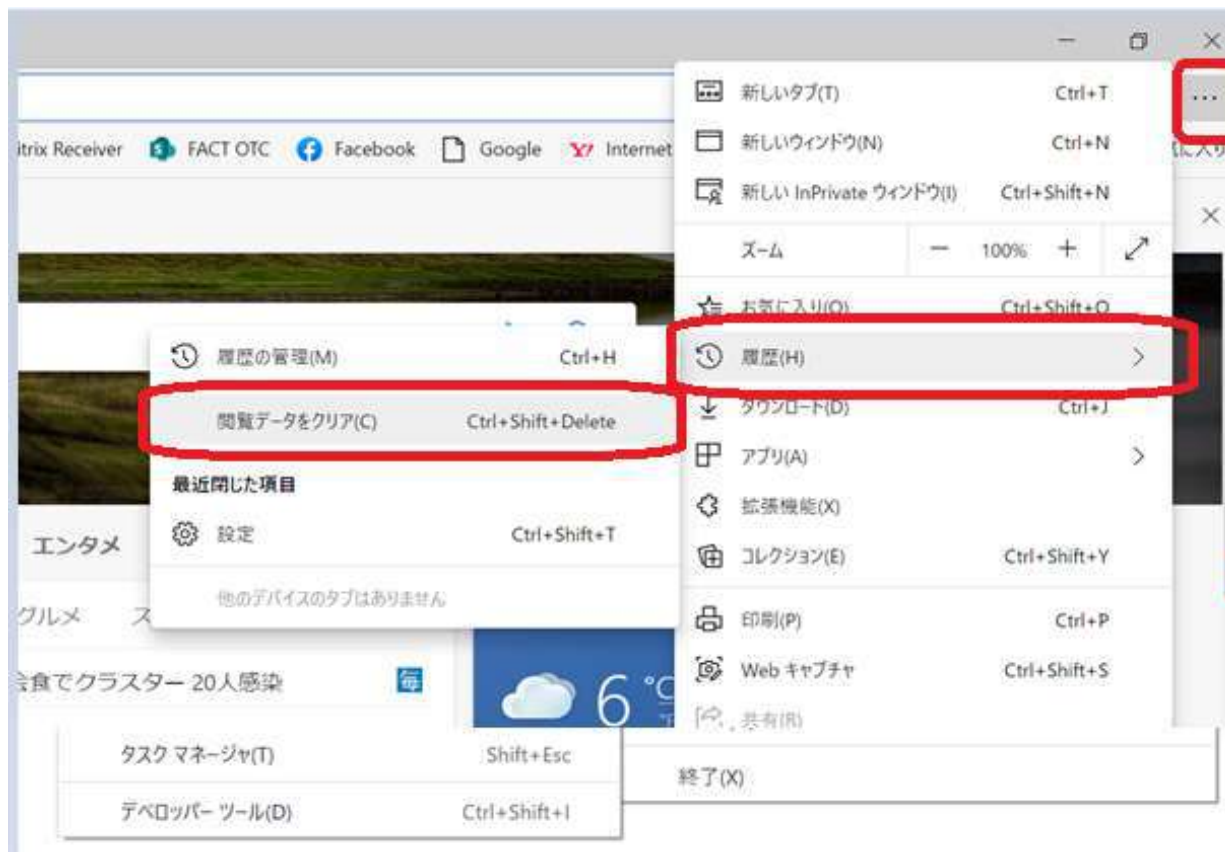 新しいタブ(T) Ctrl+T
新しいウィンドウ(N) Ctrl+N
itrix Receiver FACT OTC Facebook Google Internet
新しい InPrivate ウィンドウ(I) Ctrl+Shift+N
ズーム 100%
お気に入り(O) Ctrl+Shift+O
履歴(H)
ダウンロード(D) Ctrl+J
アプリ(A)
拡張機能(X)
コレクション(E) Ctrl+Shift+Y
印刷(P) Ctrl+P
Web キャプチャ Ctrl+Shift+S
共有(R)
履歴の管理(M) Ctrl+H
閲覧データをクリア(C) Ctrl+Shift+Delete
最近閉じた項目
設定 Ctrl+Shift+T
他のデバイスのタブはありません
エンタメ
グルメ ス
会食でクラスター 20人感染 毎
6 °C
タスク マネージャ(T) Shift+Esc
デベロッパー ツール(D) Ctrl+Shift+I
終了(X)